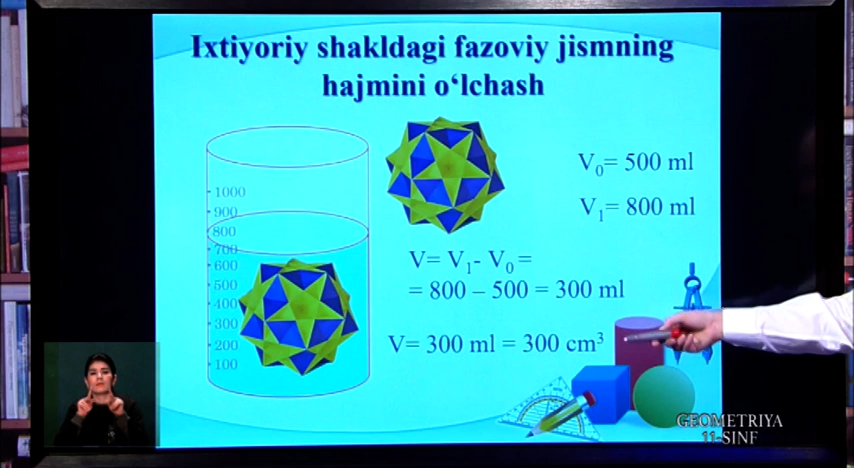 Ixtiyoriy shakldagi fazoviy jismning
hajmini o‘lchash
1000
900
800
700
600
500
400
300
200
100
V₀= 500 ml
V₁= 800 ml
V= V₁- V₀ =
= 800 – 500 = 300 ml
V= 300 ml = 300 cm³
GEOMETRIYA
11-SINF